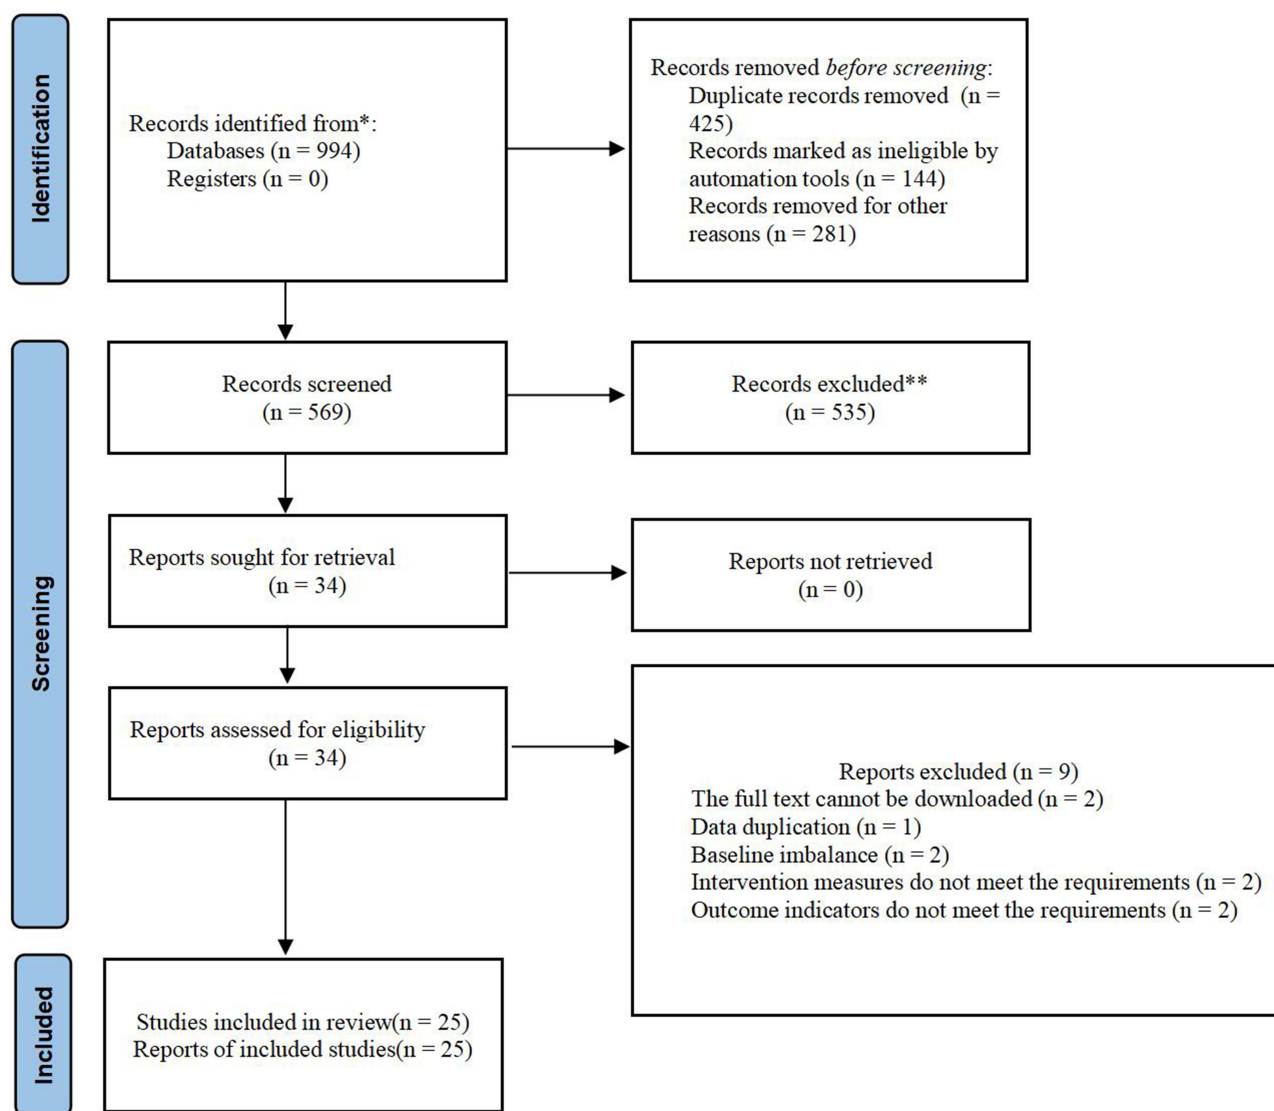 Identification
Records identified from*:
Databases (n = 994)
Registers (n = 0)
Records removed before screening:
Duplicate records removed  (n =
425)
Records marked as ineligible by
automation tools (n = 144)
Records removed for other
reasons (n = 281)
Screening
Records screened
(n = 569)
Records excluded**
(n = 535)
Reports sought for retrieval
(n = 34)
Reports not retrieved
(n = 0)
Reports assessed for eligibility
(n = 34)
Reports excluded (n = 9)
The full text cannot be downloaded (n = 2)
Data duplication (n = 1)
Baseline imbalance (n = 2)
Intervention measures do not meet the requirements (n = 2)
Outcome indicators do not meet the requirements (n = 2)
Included
Studies included in review(n = 25)
Reports of included studies(n = 25)